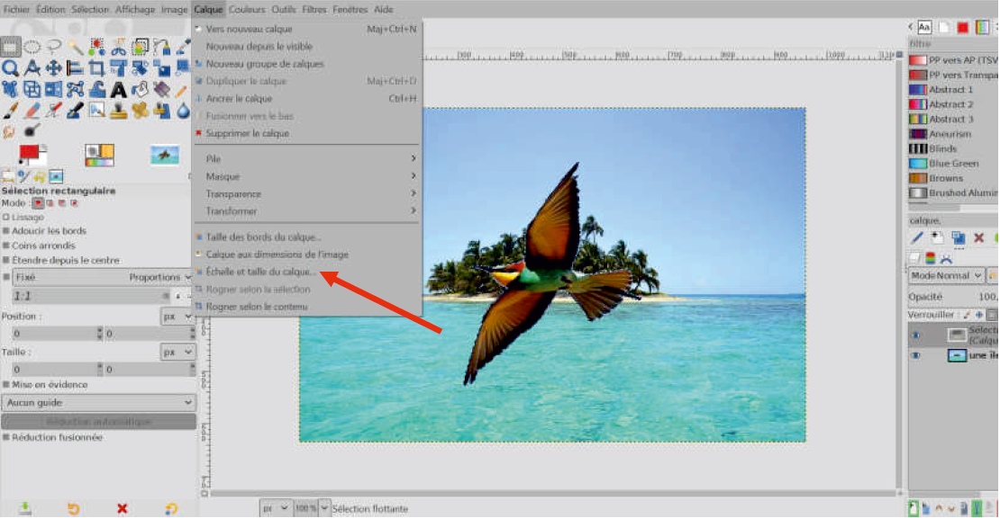 Fichier Édition Sélection Affichage Image Calque Couleurs Outils Filtres Fenêtres Aide
Vers nouveau calque Maj+Ctrl+N
Nouveau depuis le visible
Nouveau groupe de calques
Dupliquer le calque Maj+Ctrl+D
Ancrer le calque Ctrl+H
Fusionner vers le bas
Supprimer le calque
Pile
Masque
Transparence
Transformer
Taille des bords du calque...
Calque aux dimensions de l'image
Échelle et taille du calque...
Rogner selon la sélection
Rogner selon le contenu
Sélection rectangulaire
Mode :
Lissage
Adoucir les bords
Coins arrondis
Étendre depuis le centre
Fixé Proportions
1:1
Position : px
0 0
Taille : px
0 0
Mise en évidence
Aucun guide
Réduction automatique
Réduction fusionnée
300 400 500 600 700 800 900 1000
px 100 % Sélection flottante
Aa
filtre
PP vers AP (TSV
PP vers Transpa
Abstract 1
Abstract 2
Abstract 3
Aneurism
Blinds
Blue Green
Browns
Brushed Alumin
calque,
Mode Normal
Opacité 100,
Verrouiller :
Sélect
(Calqu
une île